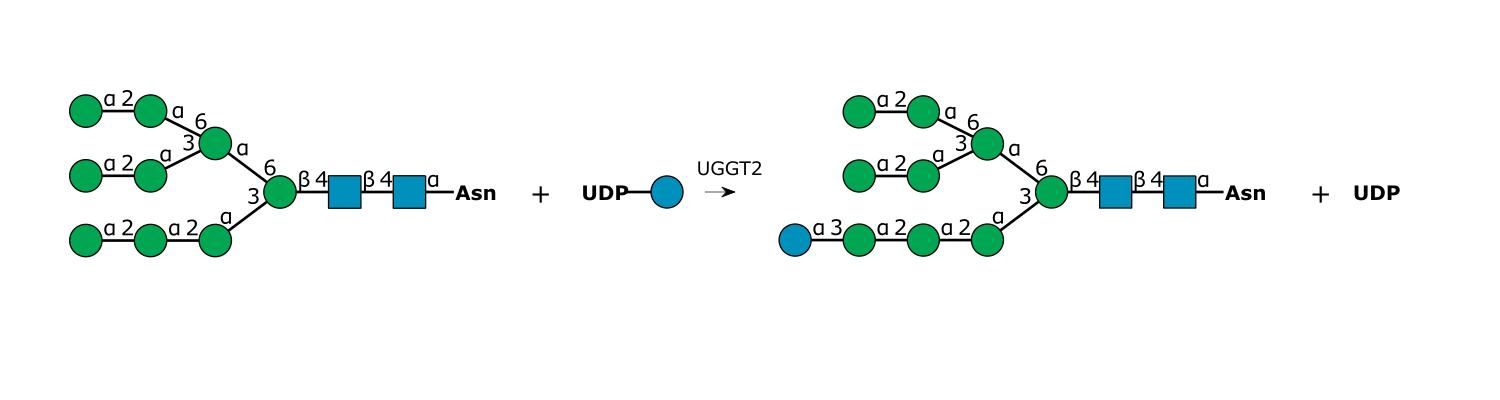 α 2 α 6 α 2 α 3 α 6 β 4 β 4 α Asn + UDP UGGT2 α 2 α 6 α 2 α 3 α 6 β 4 β 4 α Asn + UDP
3 α α 2 α 2
3 α α 3 α 2 α 2